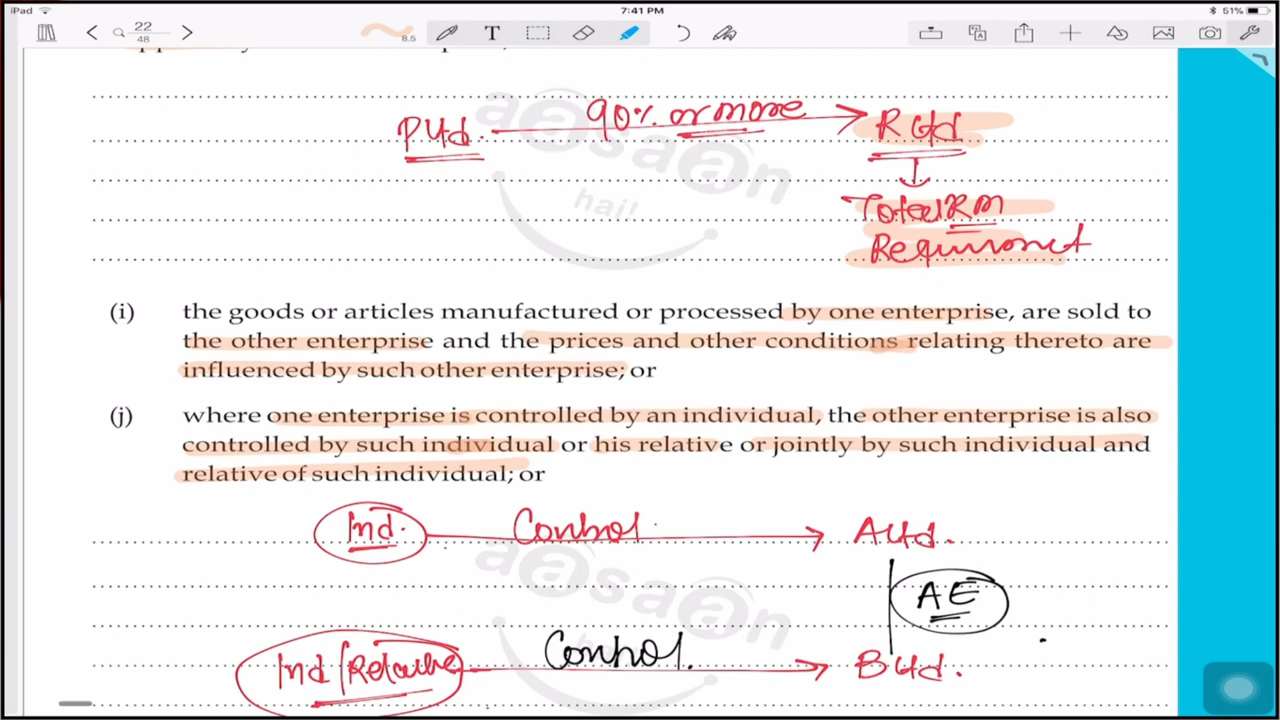 iPad 7:41 PM 51%
22
48
8.5 T
P Ltd. 90% or more R Ltd
Total RM
Requirement
aasaan
hai!
(i) the goods or articles manufactured or processed by one enterprise, are sold to
the other enterprise and the prices and other conditions relating thereto are
influenced by such other enterprise; or
(j) where one enterprise is controlled by an individual, the other enterprise is also
controlled by such individual or his relative or jointly by such individual and
relative of such individual; or
Ind. Control A Ltd.
aasaan
AE
Ind/Relative Control. B Ltd.